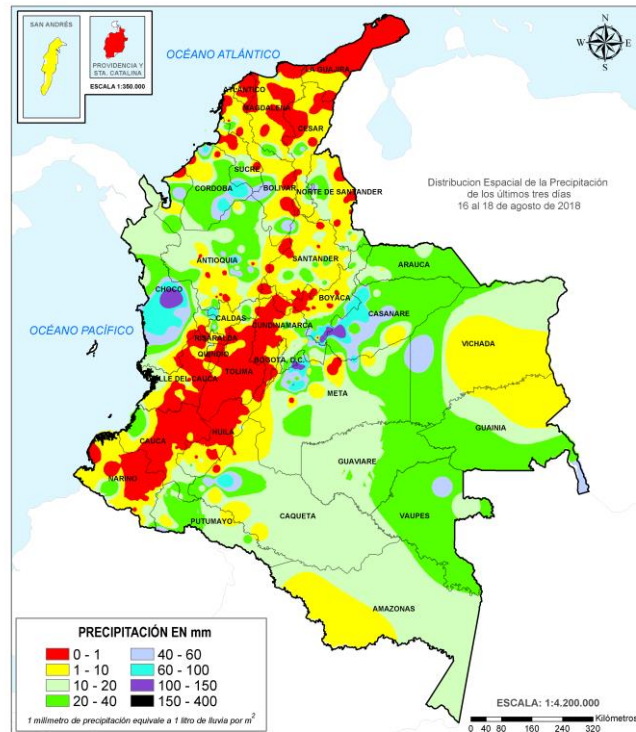 SAN ANDRÉS
PROVIDENCIA Y
STA. CATALINA
ESCALA 1:350.000
OCÉANO ATLÁNTICO
N
W E
S
LA GUAJIRA
ATLÁNTICO
MAGDALENA
CESAR
SUCRE
CORDOBA
BOLIVAR
NORTE DE SANTANDER
Distribucion Espacial de la Precipitación
de los últimos tres días
16 al 18 de agosto de 2018
ANTIOQUIA
SANTANDER
ARAUCA
CHOCO
BOYACA
CASANARE
CALDAS
OCÉANO PACÍFICO
CUNDINAMARCA
RISARALDA
VICHADA
QUINDIO
BOGOTA, D.C.
VALLE DEL CAUCA
TOLIMA
META
GUAINIA
CAUCA
HUILA
GUAVIARE
NARIÑO
PUTUMAYO
CAQUETA
VAUPES
AMAZONAS
PRECIPITACIÓN EN mm
0 - 1 40 - 60
1 - 10 60 - 100
10 - 20 100 - 150
20 - 40 150 - 400
1 milímetro de precipitación equivale a 1 litro de lluvia por m²
ESCALA: 1:4.200.000
Kilómetros
0 40 80 160 240 320